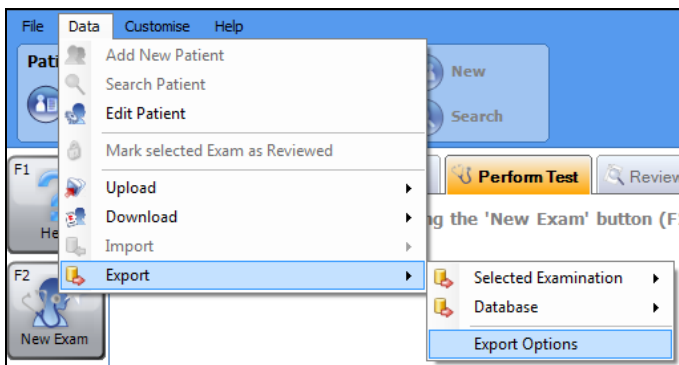 File Data Customise Help
Pati
Add New Patient
Search Patient
Edit Patient
Mark selected Exam as Reviewed
Upload
Download
Import
Export
New
Search
F1
He
Perform Test
Review
ng the 'New Exam' button (F
F2
New Exam
Selected Examination
Database
Export Options